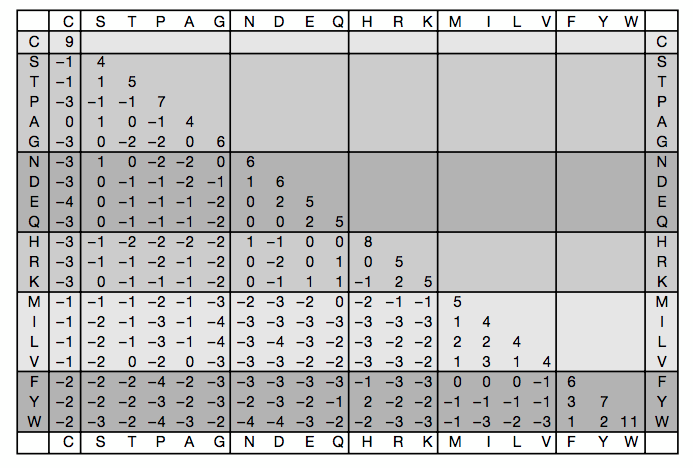 C S T P A G N D E Q H R K M I L V F Y W
C 9 C
S −1 4 S
T −1 1 5 T
P −3 −1 −1 7 P
A 0 1 0 −1 4 A
G −3 0 −2 −2 0 6 G
N −3 1 0 −2 −2 0 6 N
D −3 0 −1 −1 −2 −1 1 6 D
E −4 0 −1 −1 −1 −2 0 2 5 E
Q −3 0 −1 −1 −1 −2 0 0 2 5 Q
H −3 −1 −2 −2 −2 −2 1 −1 0 0 8 H
R −3 −1 −1 −2 −1 −2 0 −2 0 1 0 5 R
K −3 0 −1 −1 −1 −2 0 −1 1 1 −1 2 5 K
M −1 −1 −1 −2 −1 −3 −2 −3 −2 0 −2 −1 −1 5 M
I −1 −2 −1 −3 −1 −4 −3 −3 −3 −3 −3 −3 −3 1 4 I
L −1 −2 −1 −3 −1 −4 −3 −4 −3 −2 −3 −2 −2 2 2 4 L
V −1 −2 0 −2 0 −3 −3 −3 −2 −2 −3 −3 −2 1 3 1 4 V
F −2 −2 −2 −4 −2 −3 −3 −3 −3 −3 −1 −3 −3 0 0 0 −1 6 F
Y −2 −2 −2 −3 −2 −3 −2 −3 −2 −1 2 −2 −2 −1 −1 −1 −1 3 7 Y
W −2 −3 −2 −4 −3 −2 −4 −4 −3 −2 −2 −3 −3 −1 −3 −2 −3 1 2 11 W
C S T P A G N D E Q H R K M I L V F Y W